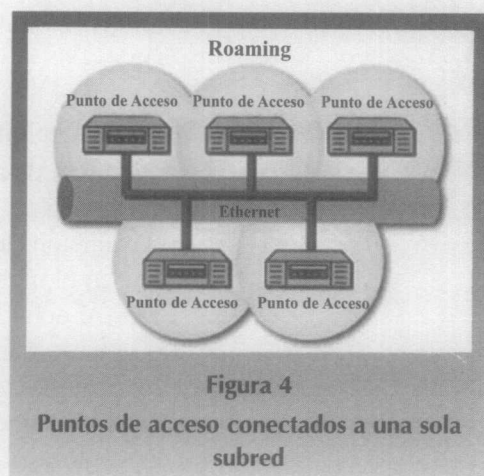 Roaming
Punto de Acceso Punto de Acceso Punto de Acceso
Ethernet
Punto de Acceso Punto de Acceso
Figura 4
Puntos de acceso conectados a una sola
subred